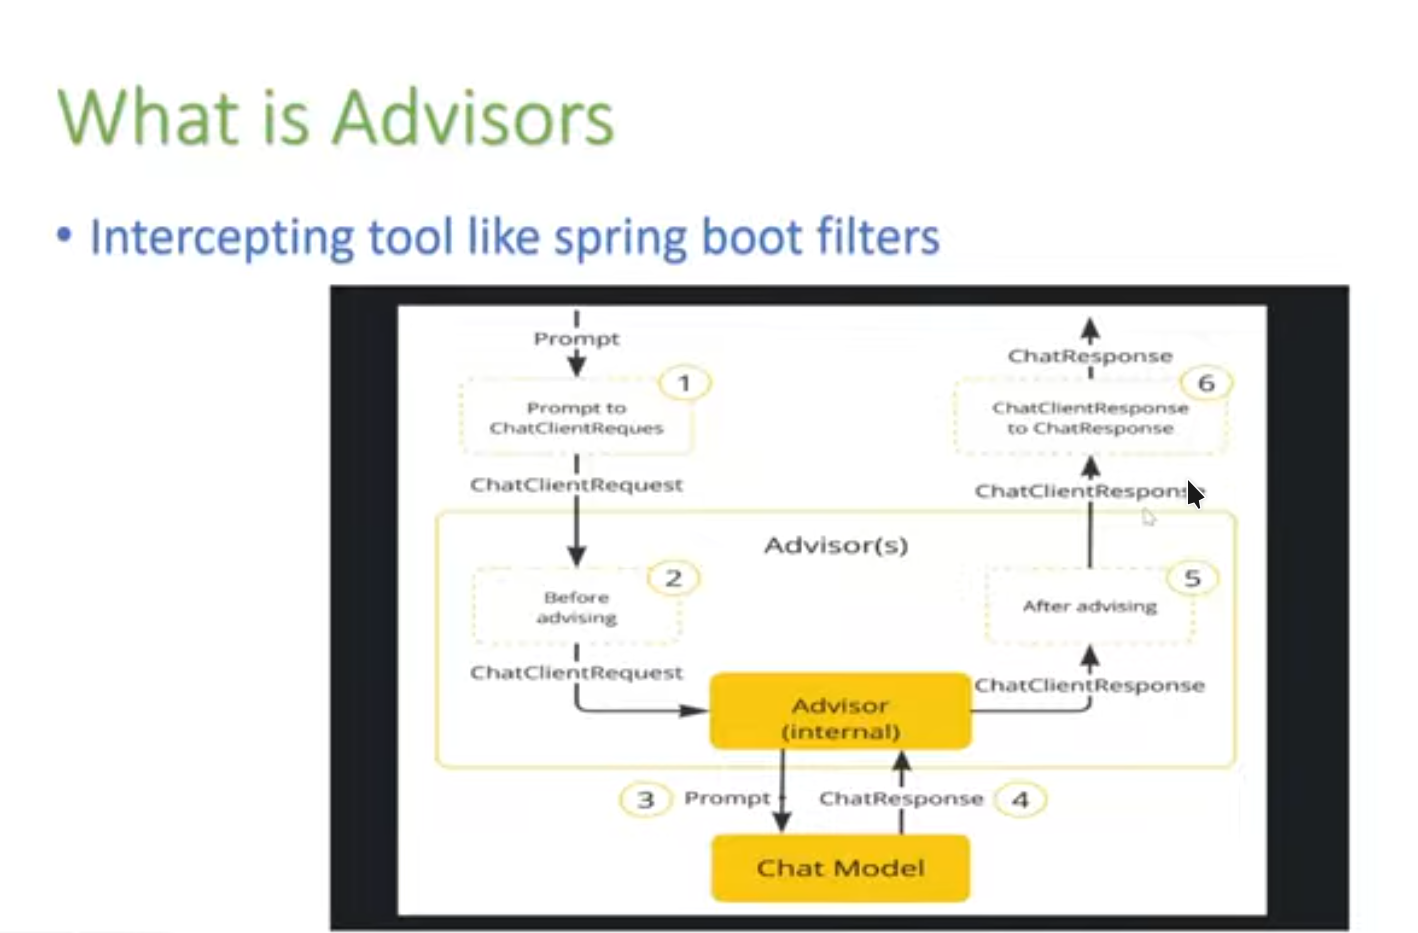 What is Advisors
• Intercepting tool like spring boot filters
Prompt
1
Prompt to
ChatClientReques
ChatClientRequest
Advisor(s)
2
Before
advising
ChatClientRequest
Advisor
(internal)
3 Prompt
ChatResponse 4
Chat Model
ChatClientResponse
5
After advising
ChatClientRespons
6
ChatClientResponse
to ChatResponse
ChatResponse